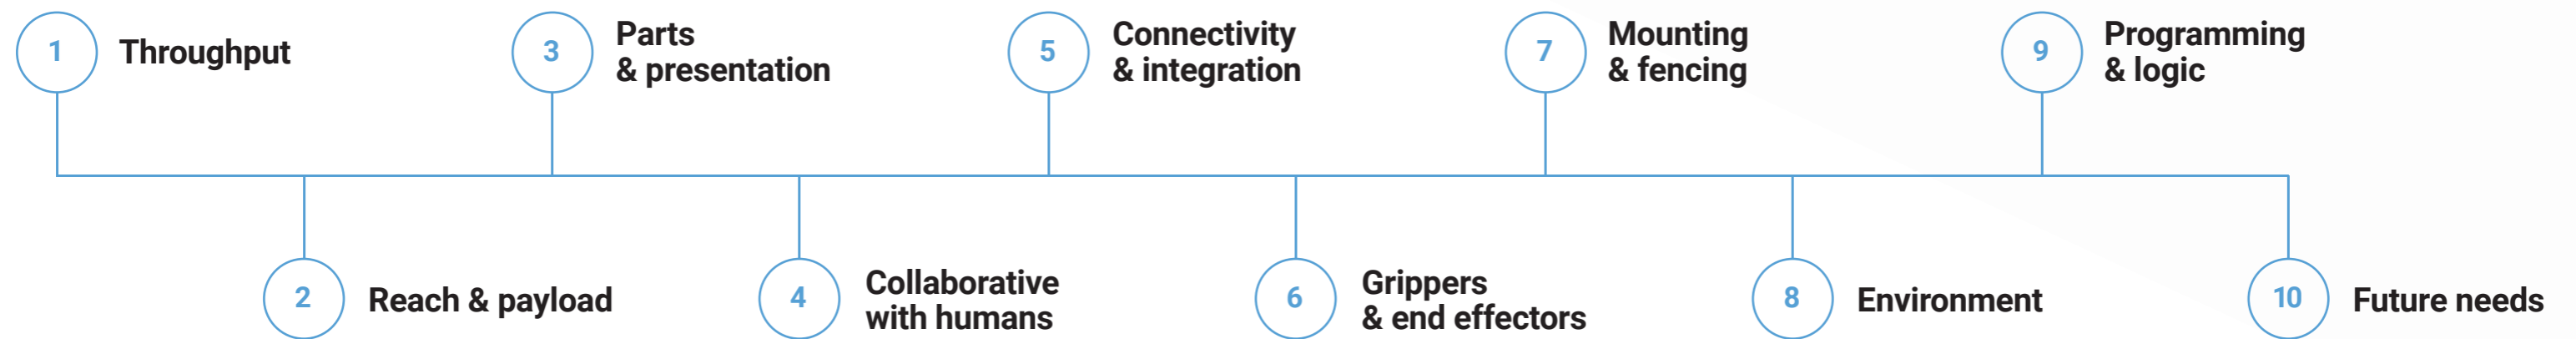 1
Throughput
2
Reach & payload
3
Parts
& presentation
4
Collaborative
with humans
5
Connectivity
& integration
6
Grippers
& end effectors
7
Mounting
& fencing
8
Environment
9
Programming
& logic
10
Future needs